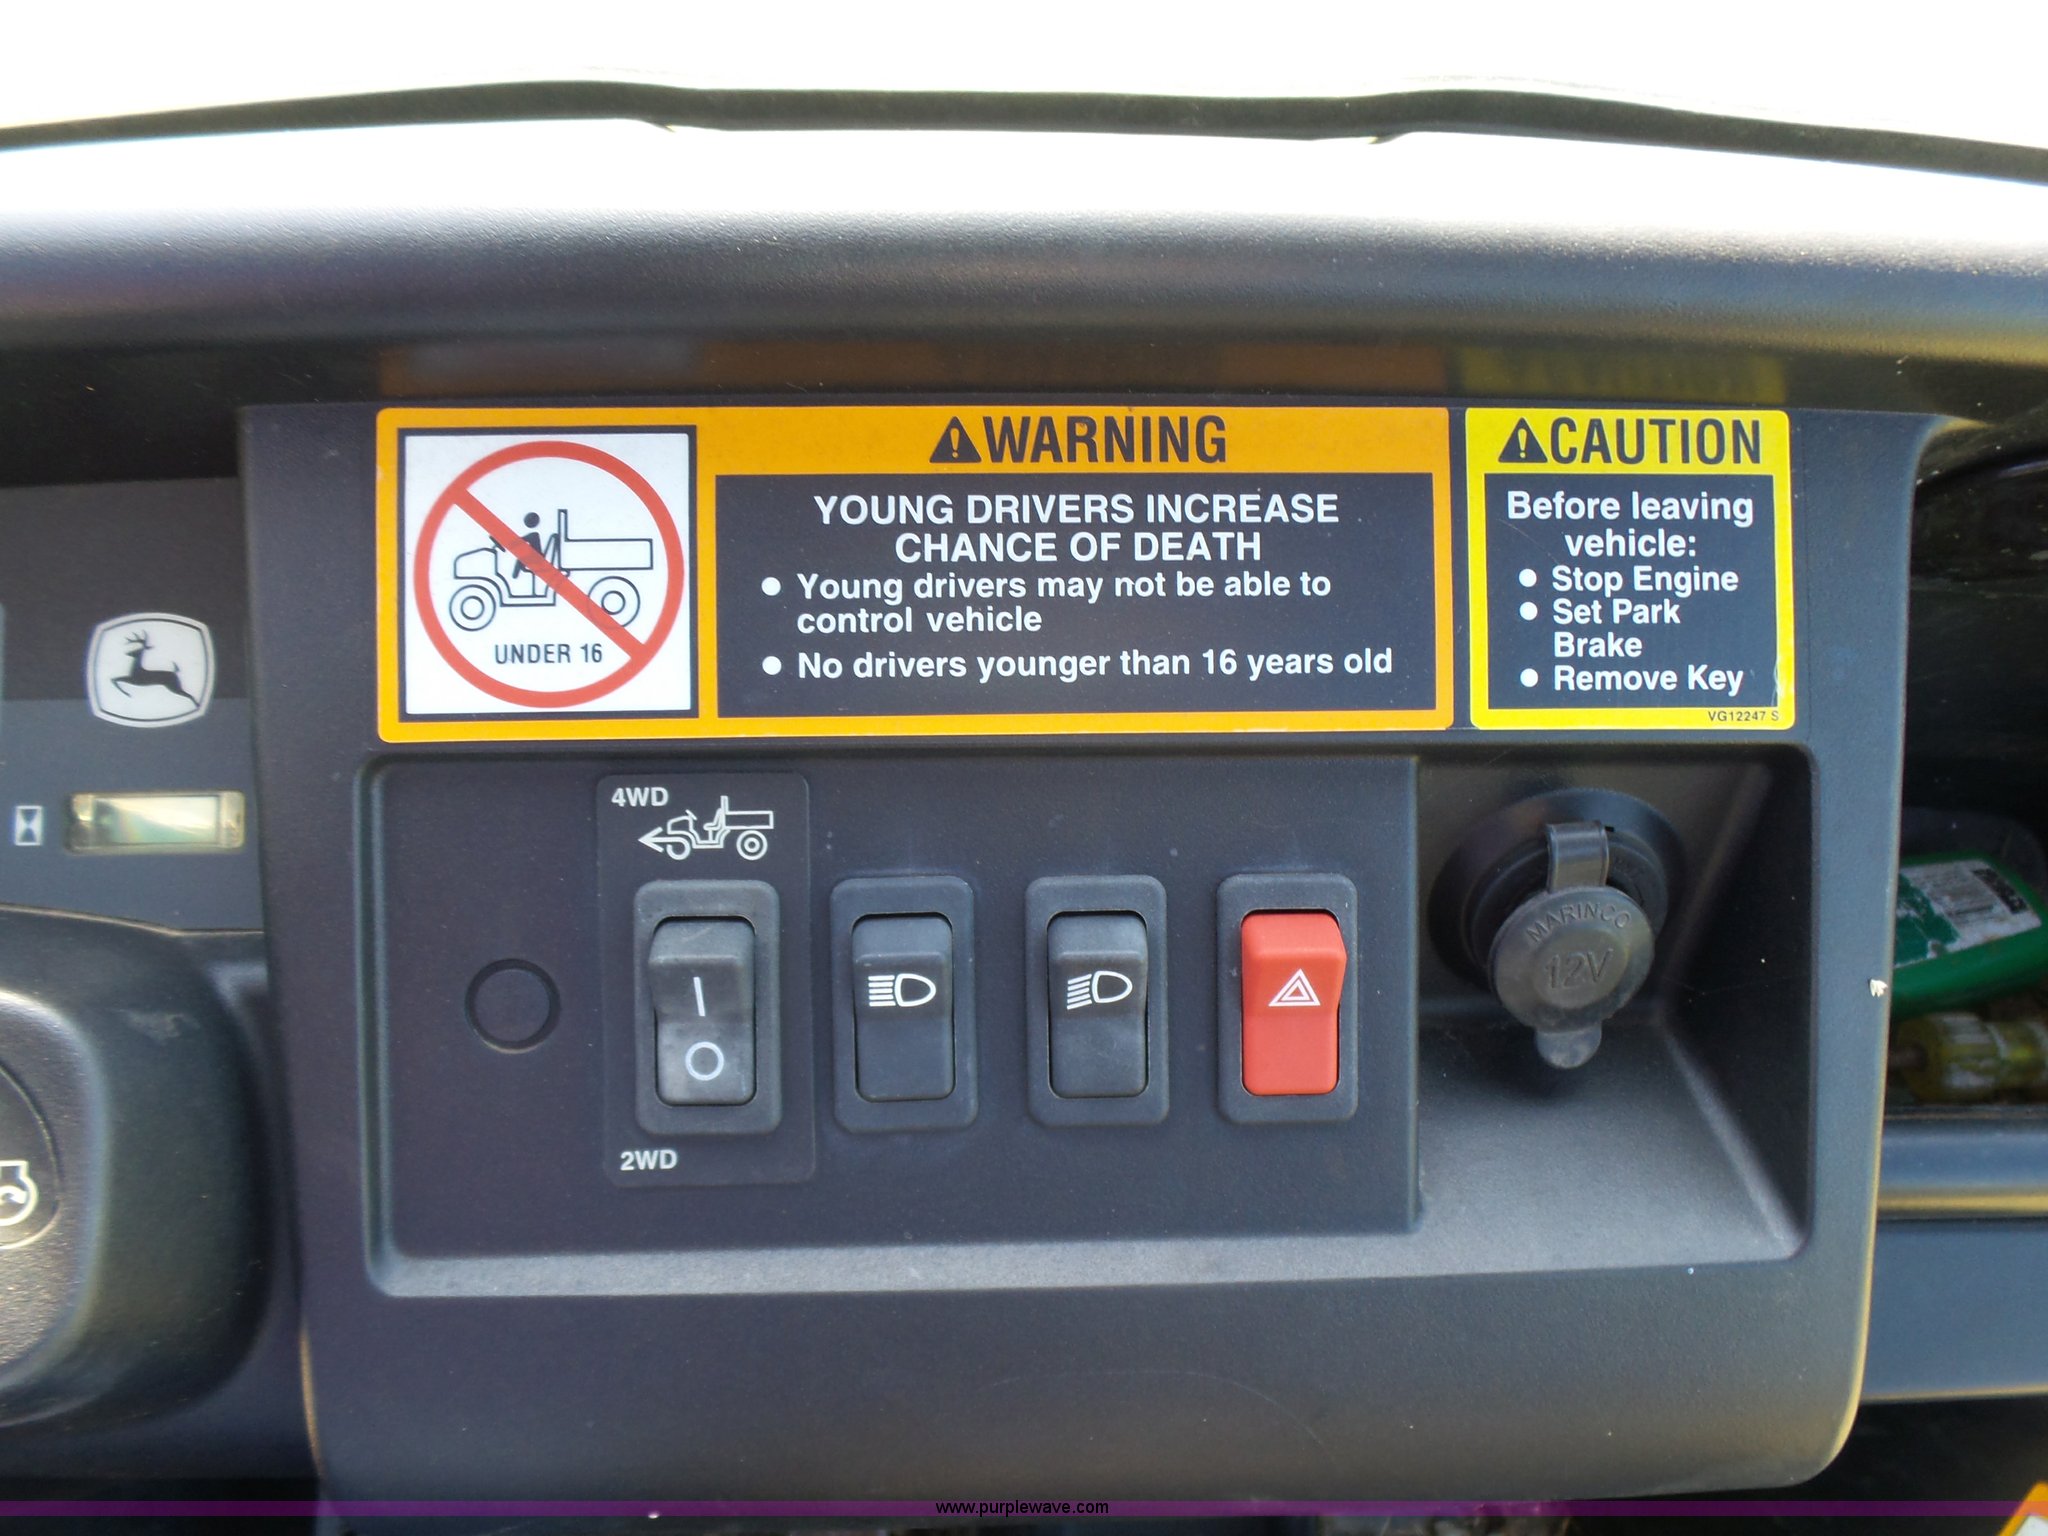 WARNING
UNDER 16
YOUNG DRIVERS INCREASE
CHANCE OF DEATH
● Young drivers may not be able to
control vehicle
● No drivers younger than 16 years old
CAUTION
Before leaving
vehicle:
● Stop Engine
● Set Park
Brake
● Remove Key
VG12247 S
4WD
I
O
2WD
MARINCO
12V
www.purplewave.com